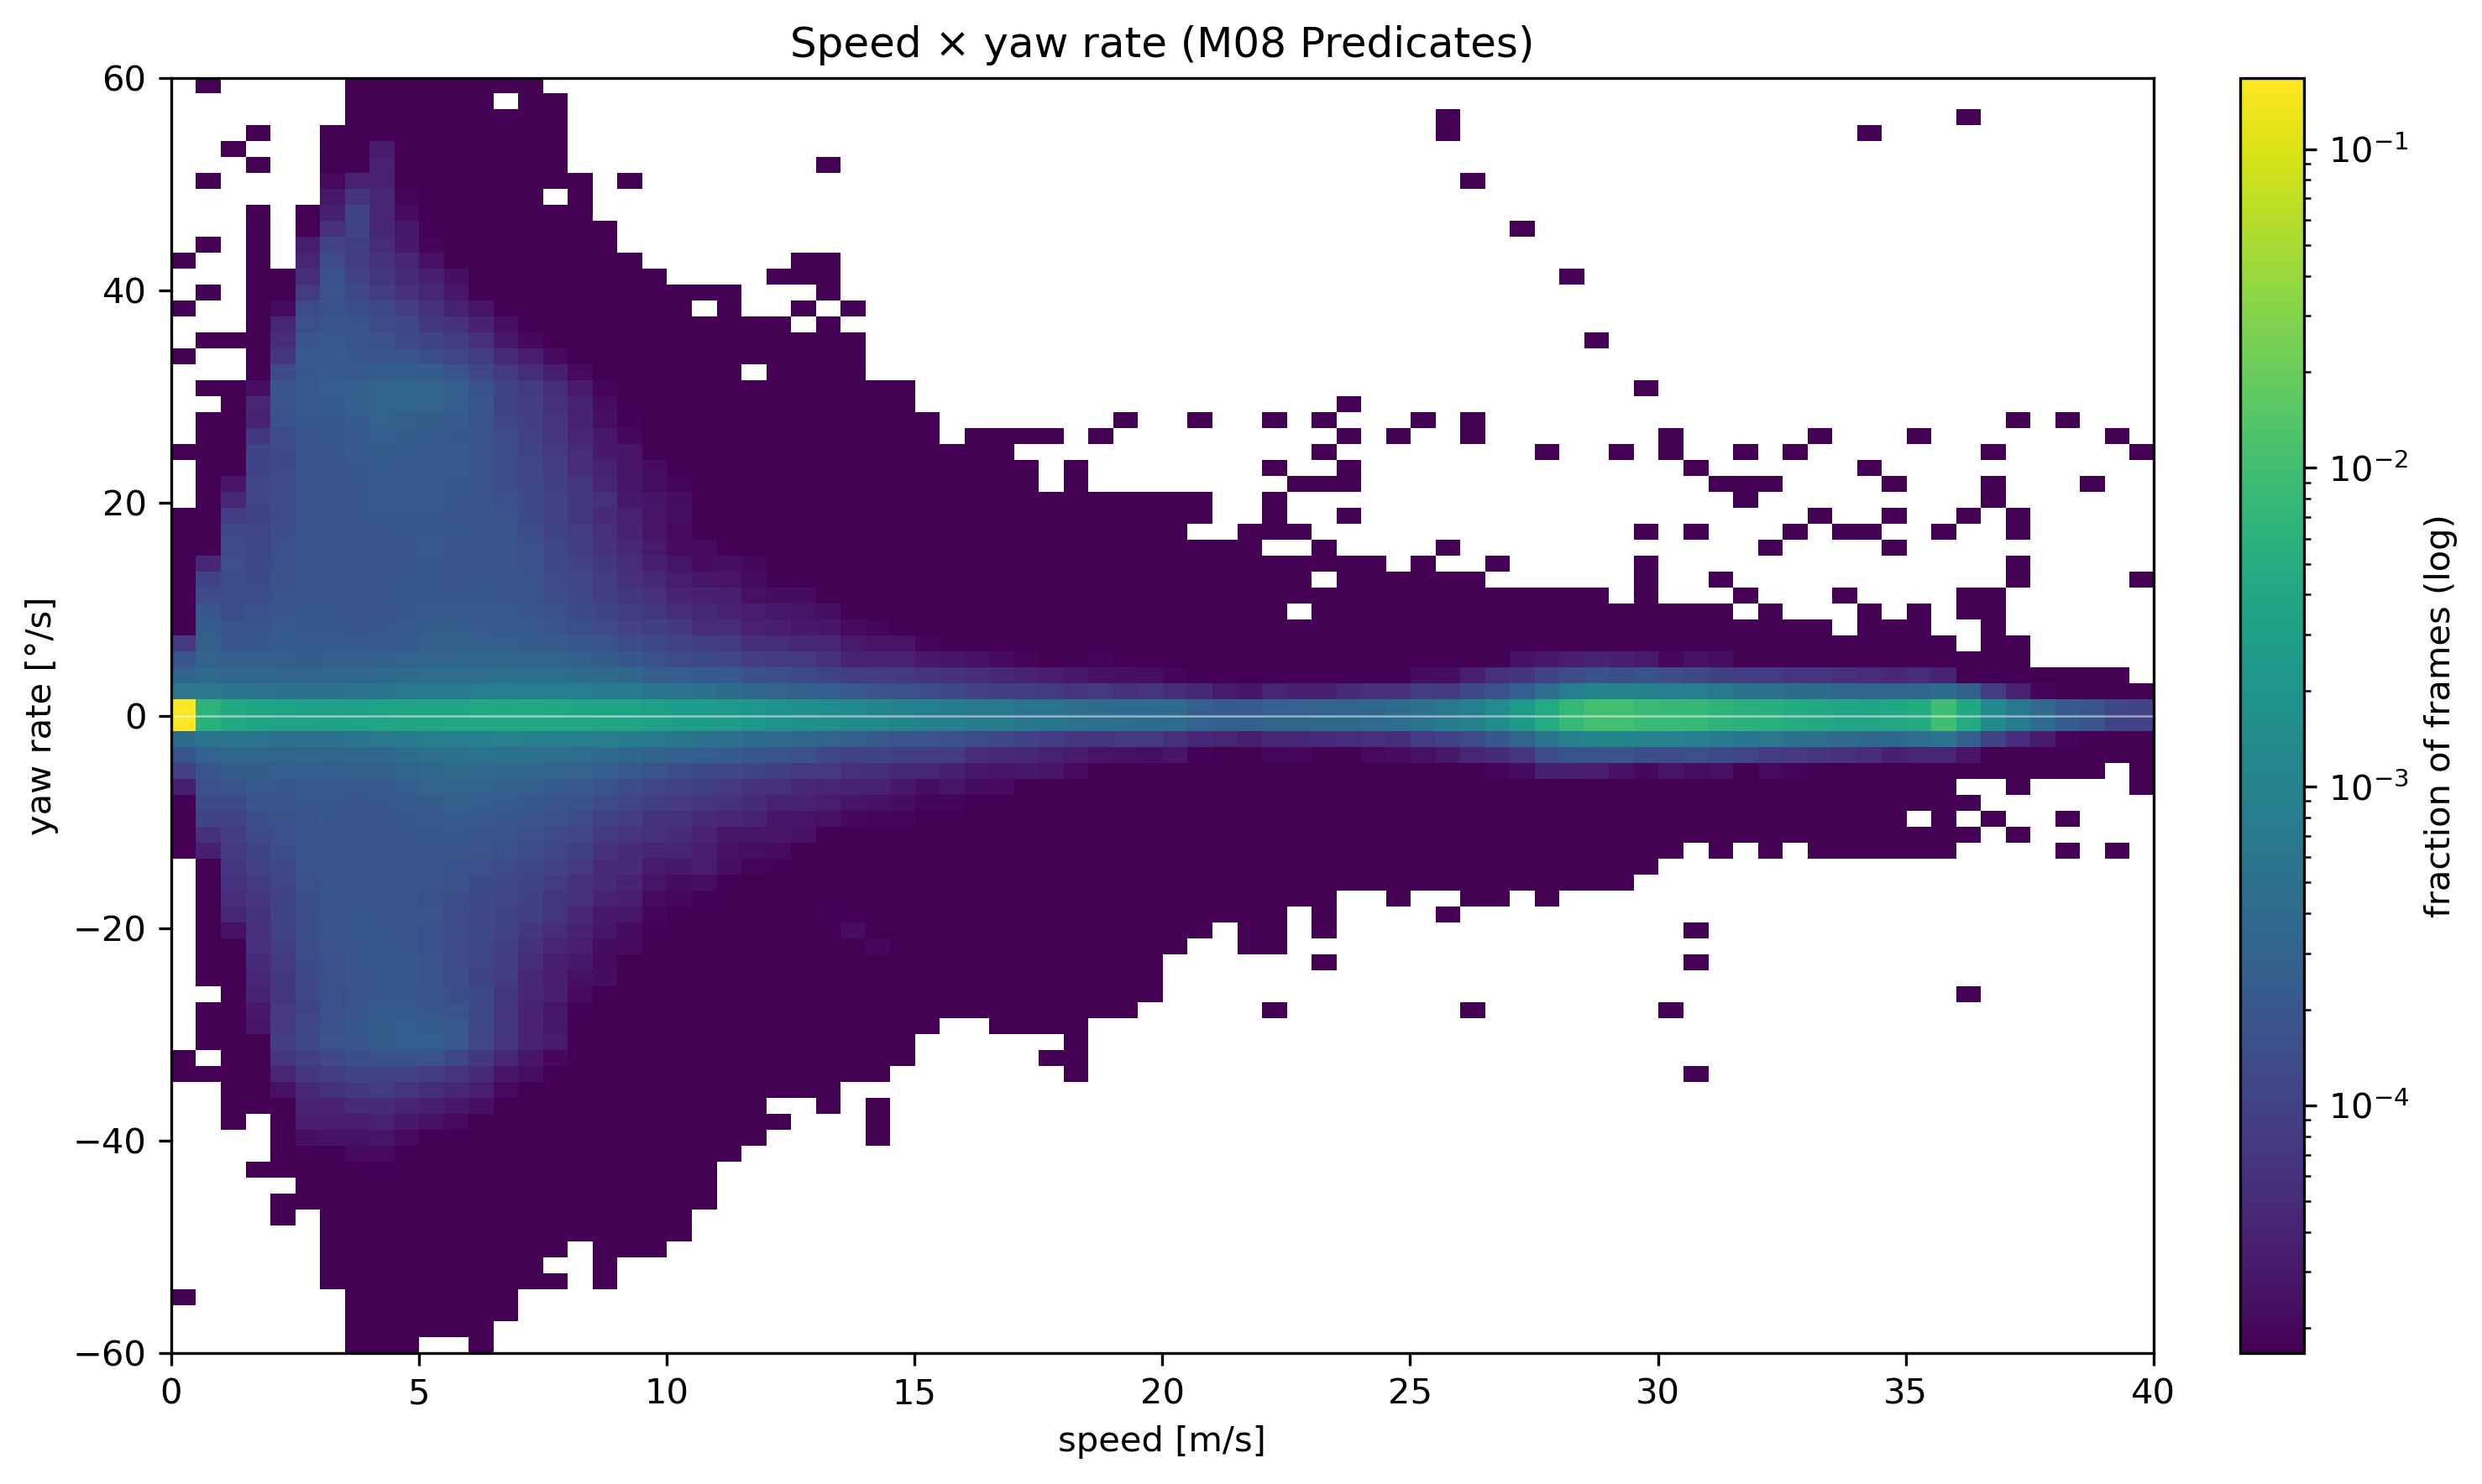 Speed × yaw rate (M08 Predicates)
60
40
20
0
−20
−40
−60
yaw rate [°/s]
0 5 10 15 20 25 30 35 40
speed [m/s]
10⁻¹
10⁻²
10⁻³
10⁻⁴
fraction of frames (log)